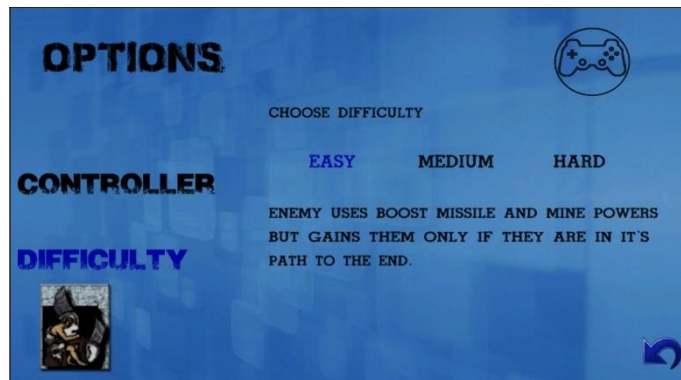 OPTIONS
CHOOSE DIFFICULTY
EASY MEDIUM HARD
CONTROLLER
ENEMY USES BOOST MISSILE AND MINE POWERS
BUT GAINS THEM ONLY IF THEY ARE IN IT`S
PATH TO THE END.
DIFFICULTY